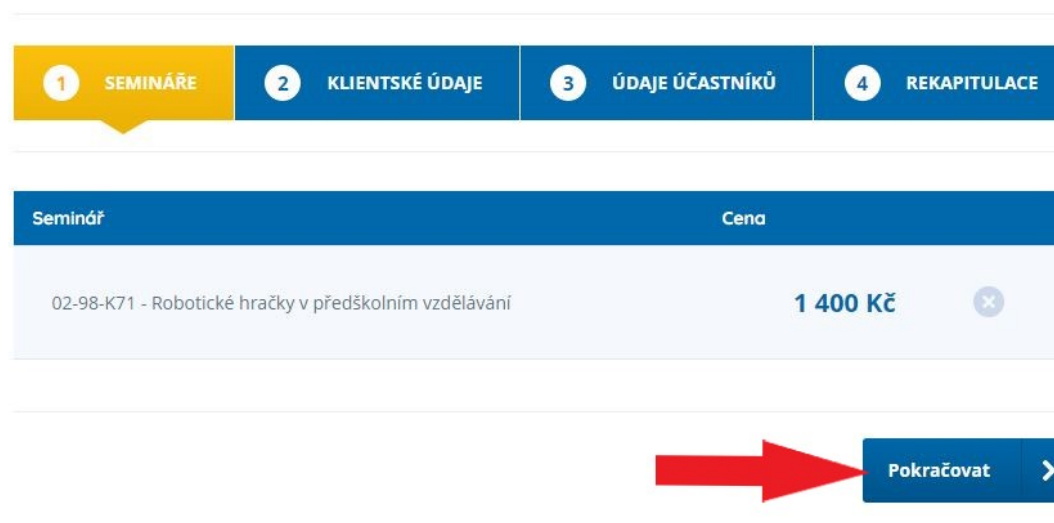 1 SEMINÁŘE 2 KLIENTSKÉ ÚDAJE 3 ÚDAJE ÚČASTNÍKŮ 4 REKAPITULACE
Seminář Cena
02-98-K71 - Robotické hračky v předškolním vzdělávání 1 400 Kč
Pokračovat